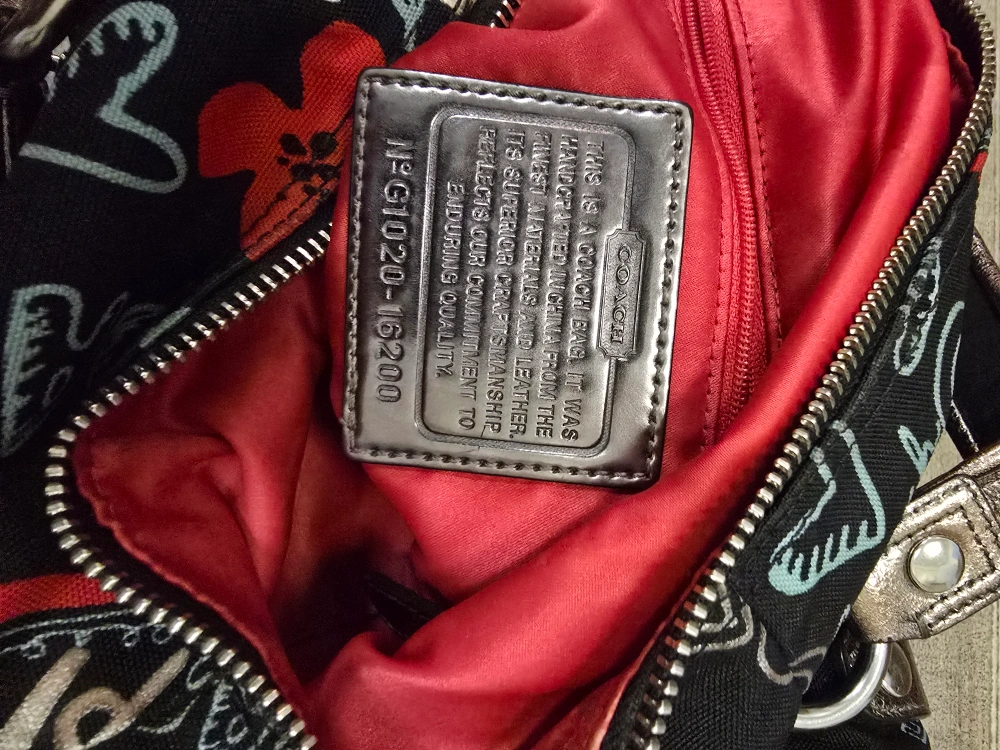 COACH
THIS IS A COACH BAG. IT WAS
HANDCRAFTED IN CHINA FROM THE
FINEST MATERIALS AND LEATHER.
ITS SUPERIOR CRAFTSMANSHIP
REFLECTS OUR COMMITMENT TO
ENDURING QUALITY.
Nº G1020-16200